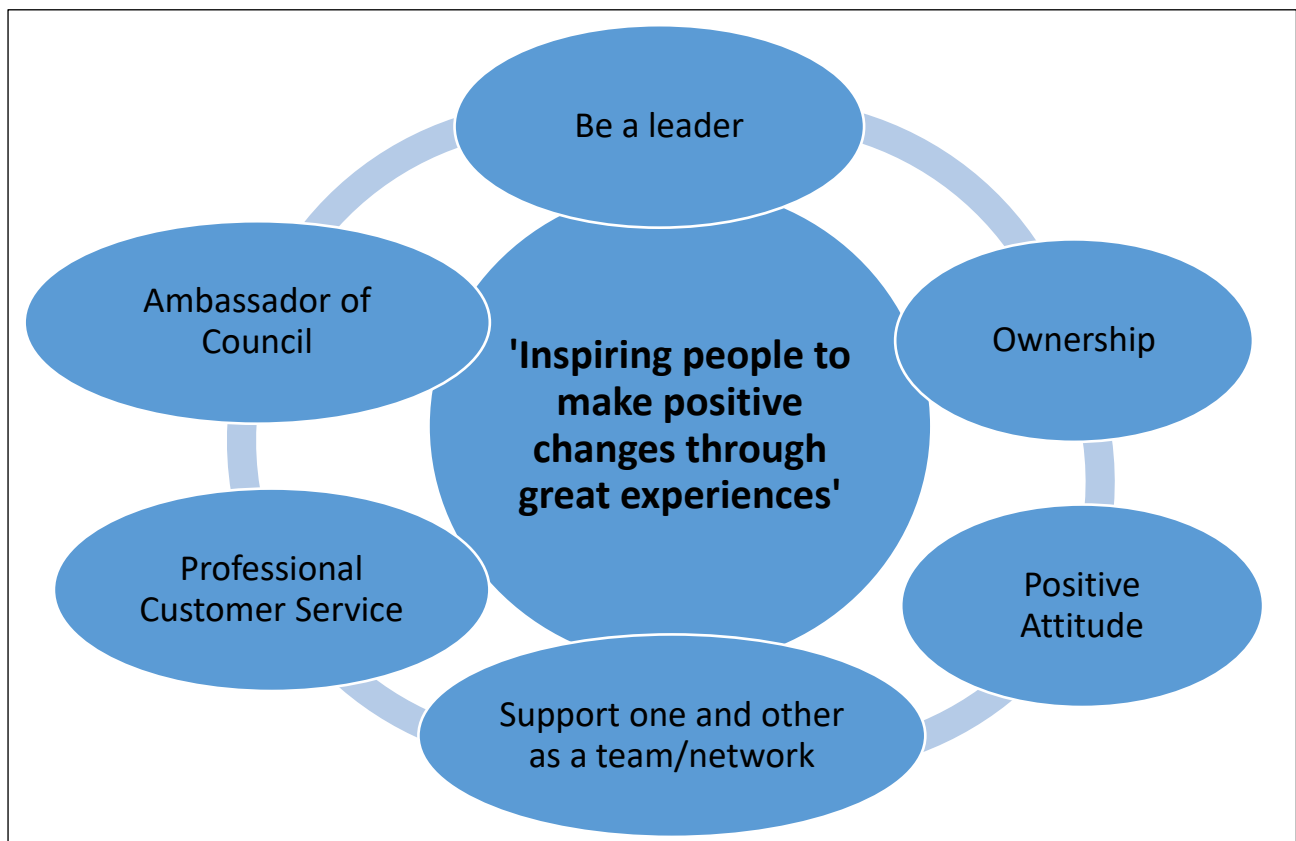 Be a leader
Ambassador of
Council
Ownership
'Inspiring people to
make positive
changes through
great experiences'
Professional
Customer Service
Positive
Attitude
Support one and other
as a team/network